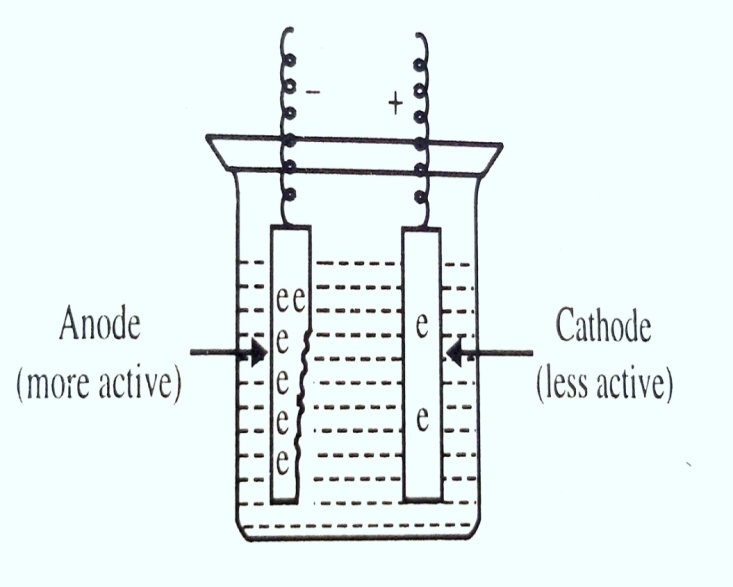 − +
ee
e
e
e
e
e
e
Anode
(more active)
Cathode
(less active)